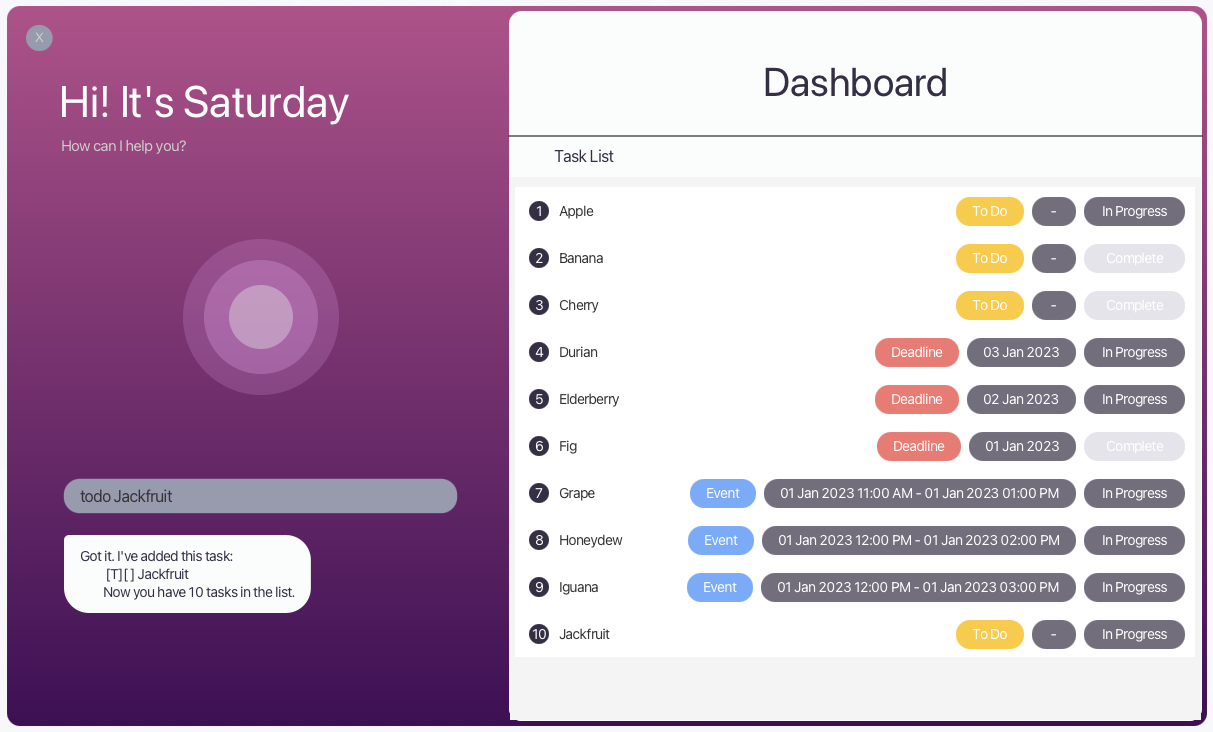 X
Hi! It's Saturday
How can I help you?
todo Jackfruit
Got it. I've added this task:
[T][ ] Jackfruit
Now you have 10 tasks in the list.
Dashboard
Task List
1 Apple To Do - In Progress
2 Banana To Do - Complete
3 Cherry To Do - Complete
4 Durian Deadline 03 Jan 2023 In Progress
5 Elderberry Deadline 02 Jan 2023 In Progress
6 Fig Deadline 01 Jan 2023 Complete
7 Grape Event 01 Jan 2023 11:00 AM - 01 Jan 2023 01:00 PM In Progress
8 Honeydew Event 01 Jan 2023 12:00 PM - 01 Jan 2023 02:00 PM In Progress
9 Iguana Event 01 Jan 2023 12:00 PM - 01 Jan 2023 03:00 PM In Progress
10 Jackfruit To Do - In Progress